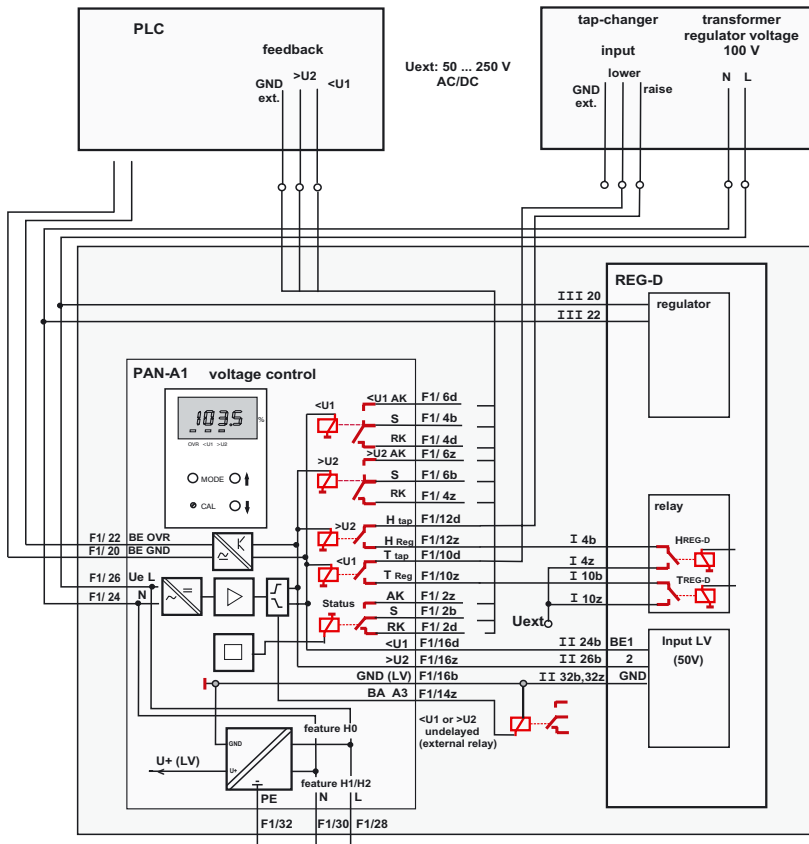 PLC
feedback
GND
ext.
>U2
<U1
Uext: 50 ... 250 V
AC/DC
tap-changer
input
lower
GND
ext.
raise
transformer
regulator voltage
100 V
N
L
REG-D
III 20
III 22
regulator
PAN-A1
voltage control
103.5
%
OVR <U1 >U2
MODE
CAL
<U1
<U1 AK F1/ 6d
S F1/ 4b
RK F1/ 4d
>U2
>U2 AK F1/ 6z
S F1/ 6b
RK F1/ 4z
>U2
H tap F1/12d
H Reg F1/12z
<U1
T tap F1/10d
T Reg F1/10z
Status
AK F1/ 2z
S F1/ 2b
RK F1/ 2d
<U1 F1/16d
>U2 F1/16z
GND (LV) F1/16b
BA A3 F1/14z
F1/ 22 BE OVR
F1/ 20 BE GND
F1/ 26 Ue L
F1/ 24 N
K
relay
I 4b
HREG-D
I 4z
I 10b
TREG-D
I 10z
Uext
II 24b BE1
II 26b 2
II 32b,32z GND
Input LV
(50V)
<U1 or >U2
undelayed
(external relay)
feature H0
GND
U+ (LV)
U+
feature H1/H2
PE N L
F1/32 F1/30 F1/28